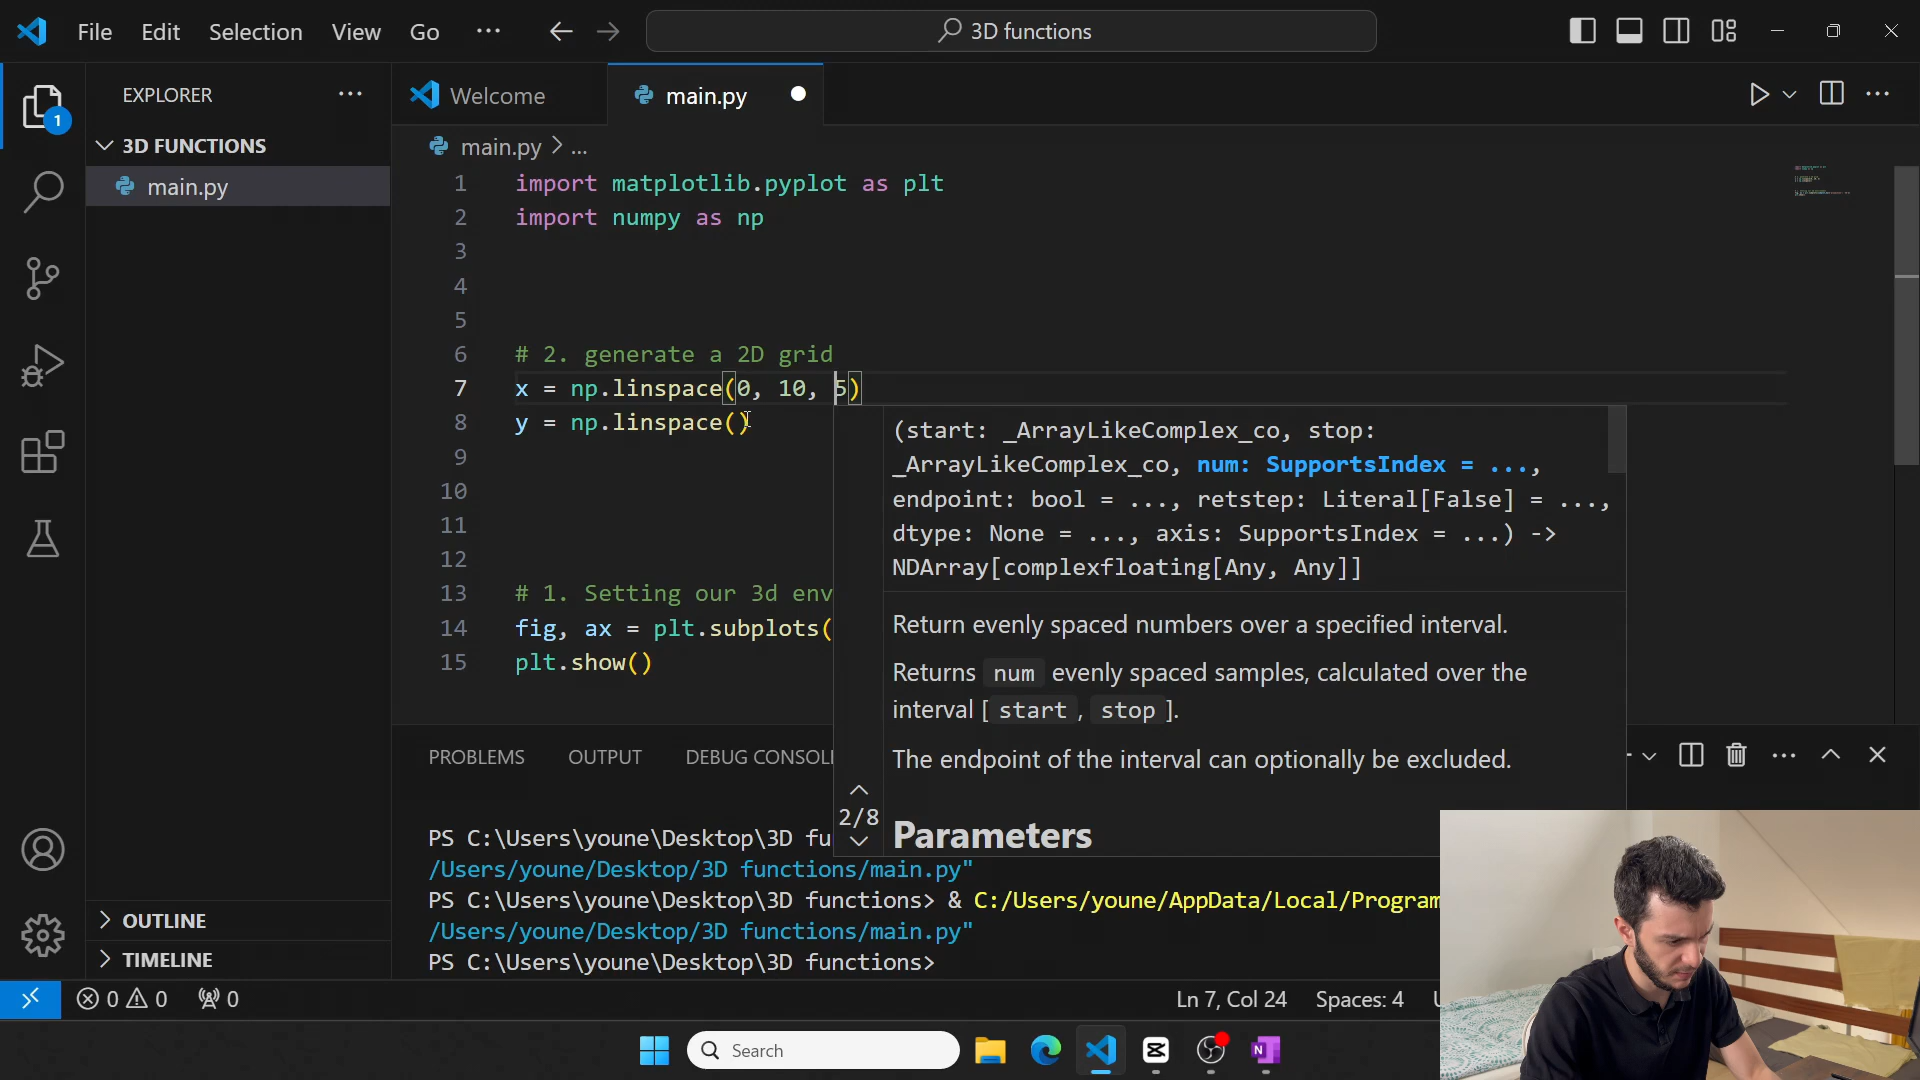 File Edit Selection View Go ··· 3D functions
EXPLORER ···
Welcome
main.py
1
3D FUNCTIONS
main.py
main.py > ...
1 import matplotlib.pyplot as plt
2 import numpy as np
3
4
5
6 # 2. generate a 2D grid
7 x = np.linspace(0, 10, 5)
8 y = np.linspace()
9
10
11
12
13 # 1. Setting our 3d env
14 fig, ax = plt.subplots(
15 plt.show()
(start: _ArrayLikeComplex_co, stop:
_ArrayLikeComplex_co, num: SupportsIndex = ...,
endpoint: bool = ..., retstep: Literal[False] = ...,
dtype: None = ..., axis: SupportsIndex = ...) ->
NDArray[complexfloating[Any, Any]]
Return evenly spaced numbers over a specified interval.
Returns num evenly spaced samples, calculated over the
interval [ start , stop ].
The endpoint of the interval can optionally be excluded.
2/8
Parameters
PROBLEMS OUTPUT DEBUG CONSOL
PS C:\Users\youne\Desktop\3D fu
/Users/youne/Desktop/3D functions/main.py"
PS C:\Users\youne\Desktop\3D functions> & C:/Users/youne/AppData/Local/Program
/Users/youne/Desktop/3D functions/main.py"
PS C:\Users\youne\Desktop\3D functions>
OUTLINE
TIMELINE
0 0 0 Ln 7, Col 24 Spaces: 4
Search